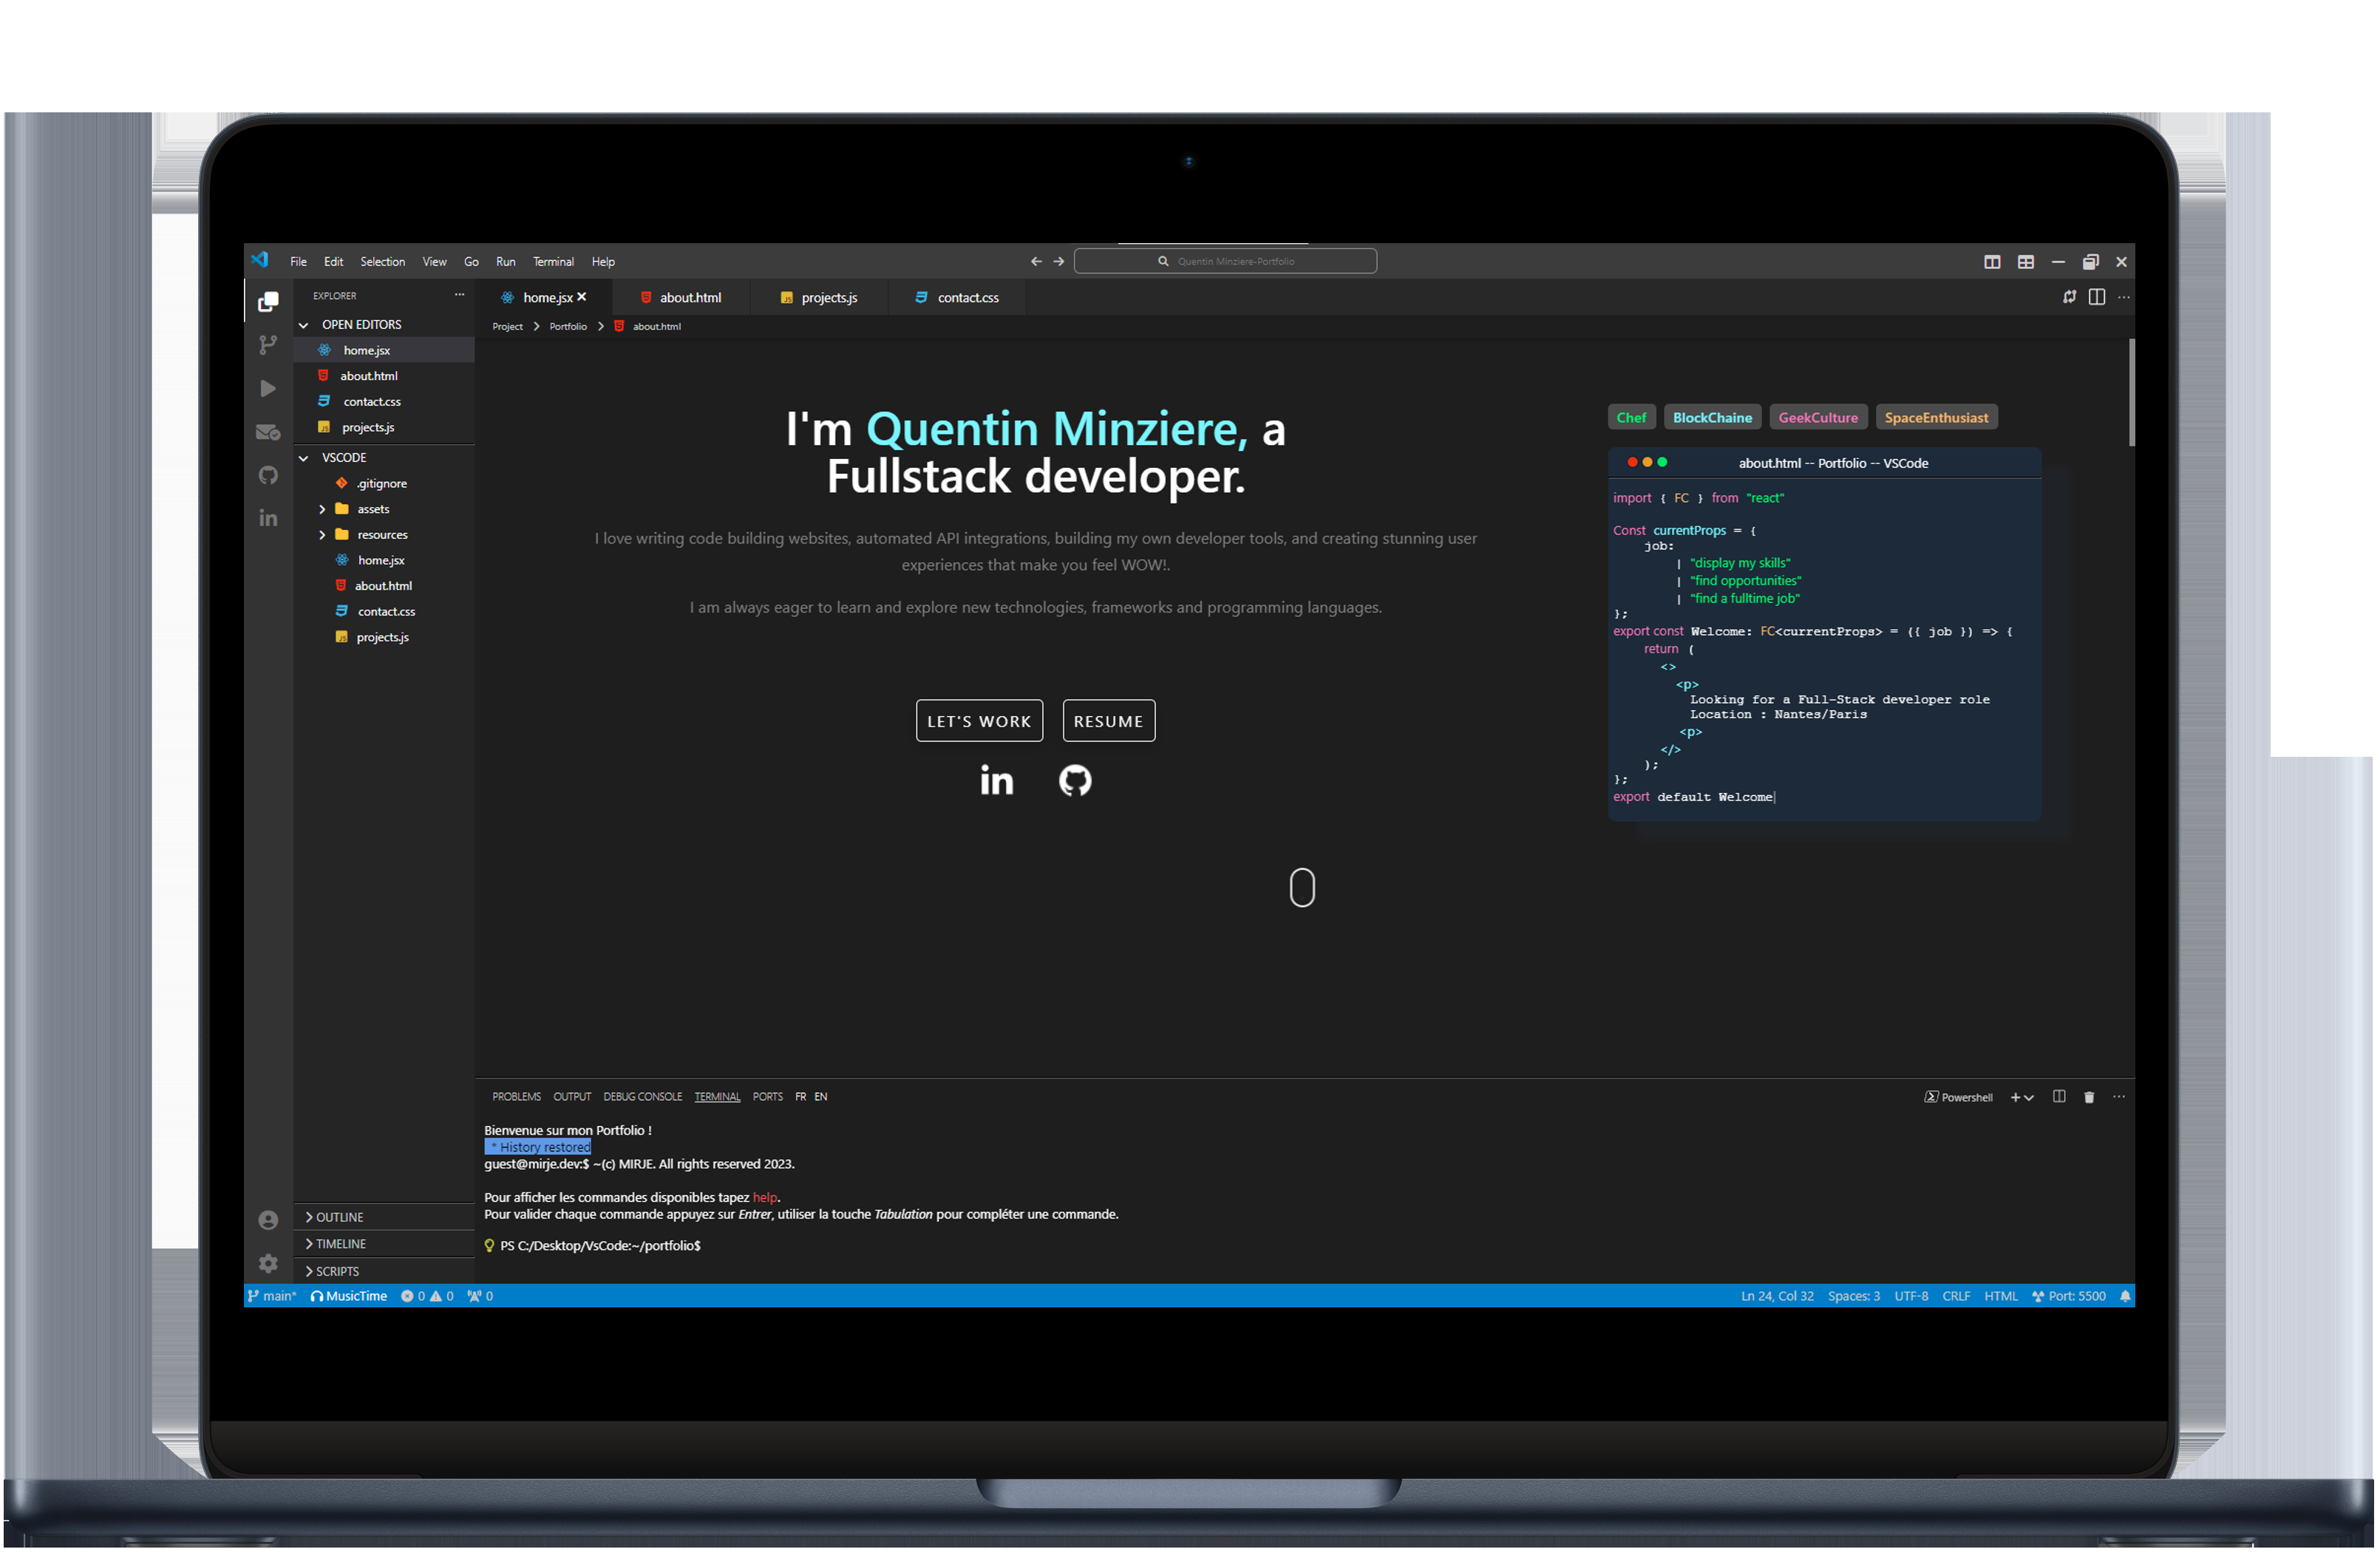 File Edit Selection View Go Run Terminal Help
Quentin Minziere-Portfolio
EXPLORER ...
OPEN EDITORS
home.jsx
about.html
contact.css
projects.js
VSCODE
.gitignore
assets
resources
home.jsx
about.html
contact.css
projects.js
OUTLINE
TIMELINE
SCRIPTS
home.jsx about.html projects.js contact.css
Project Portfolio about.html
I'm Quentin Minziere, a
Fullstack developer.
I love writing code building websites, automated API integrations, building my own developer tools, and creating stunning user
experiences that make you feel WOW!.
I am always eager to learn and explore new technologies, frameworks and programming languages.
LET'S WORK RESUME
in
Chef BlockChaine GeekCulture SpaceEnthusiast
about.html -- Portfolio -- VSCode
import { FC } from "react"
Const currentProps = {
job:
| "display my skills"
| "find opportunities"
| "find a fulltime job"
};
export const Welcome: FC<currentProps> = ({ job }) => {
return (
<>
<p>
Looking for a Full-Stack developer role
Location : Nantes/Paris
<p>
</>
);
};
export default Welcome|
PROBLEMS OUTPUT DEBUG CONSOLE TERMINAL PORTS FR EN
Powershell
Bienvenue sur mon Portfolio !
* History restored
guest@mirje.dev:$ ~(c) MIRJE. All rights reserved 2023.
Pour afficher les commandes disponibles tapez help.
Pour valider chaque commande appuyez sur Entrer, utiliser la touche Tabulation pour compléter une commande.
PS C:/Desktop/VsCode:~/portfolio$
main* MusicTime 0 0 0
Ln 24, Col 32 Spaces: 3 UTF-8 CRLF HTML Port: 5500